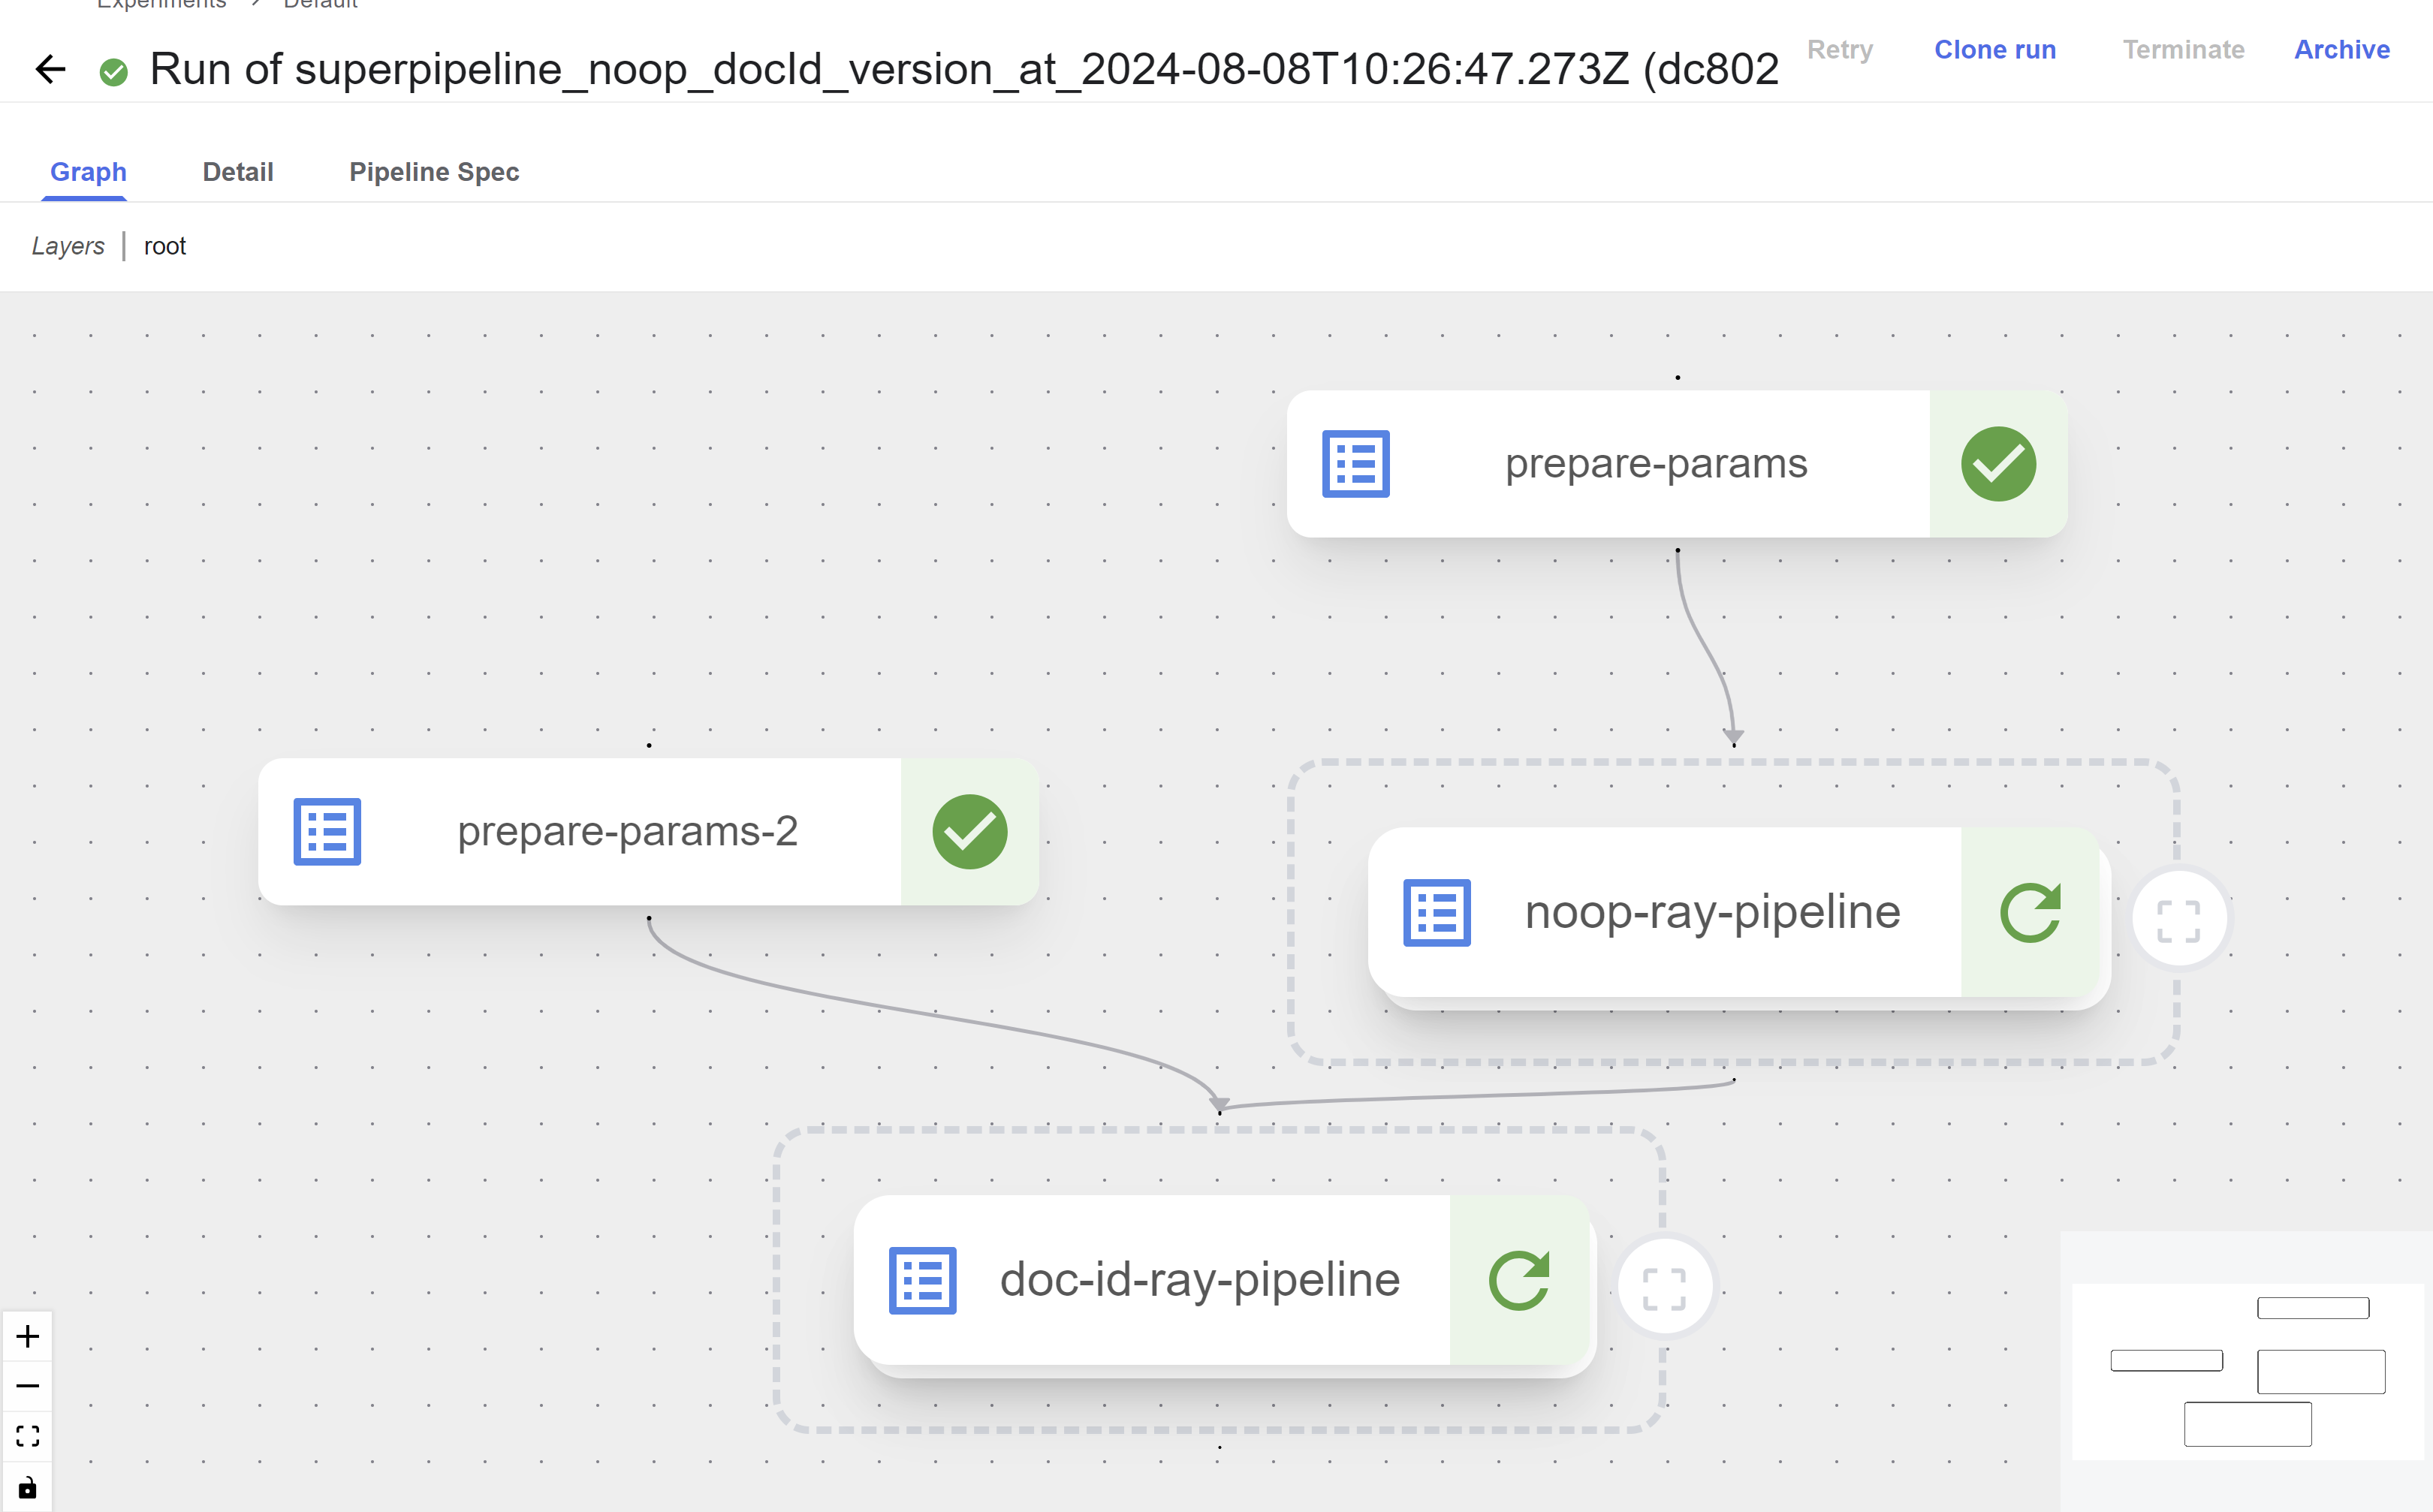 Experiments > Default
Run of superpipeline_noop_docId_version_at_2024-08-08T10:26:47.273Z (dc802
Retry Clone run Terminate Archive
Graph Detail Pipeline Spec
Layers | root
prepare-params
prepare-params-2
noop-ray-pipeline
doc-id-ray-pipeline